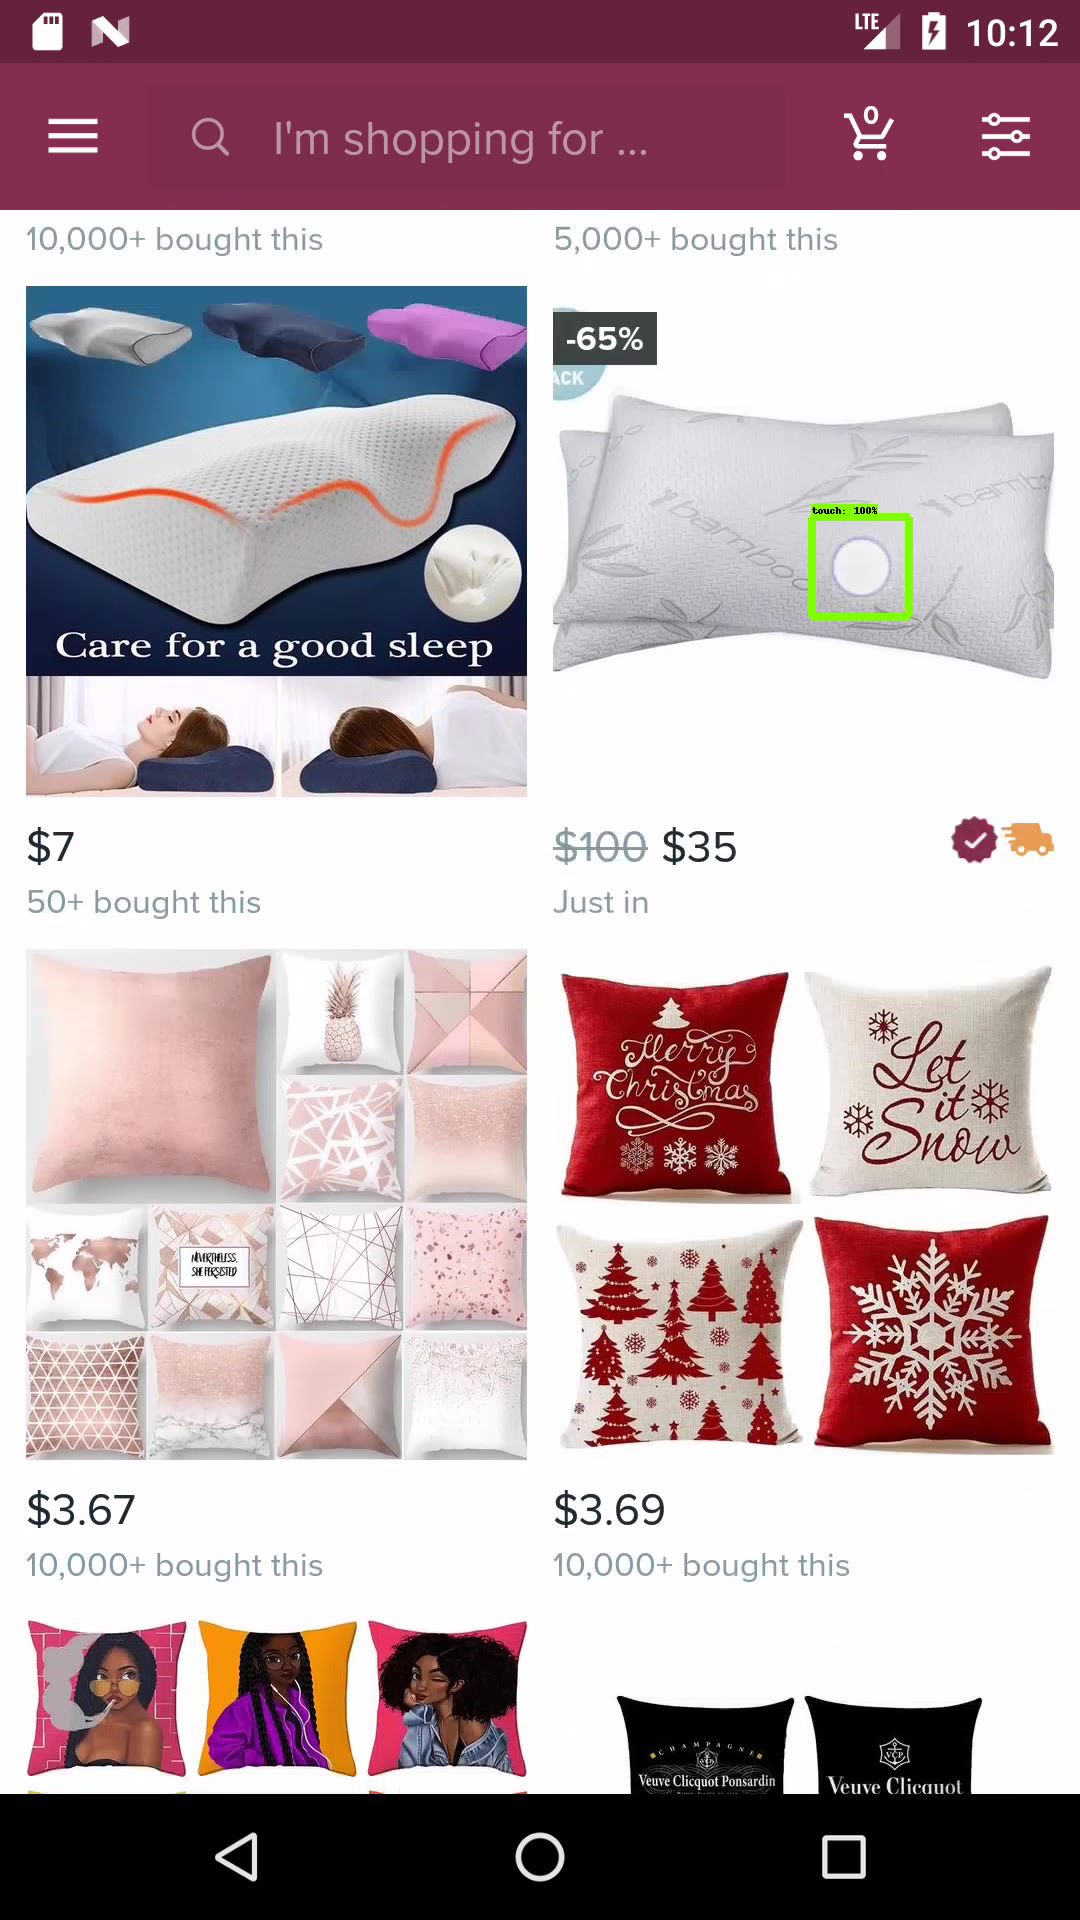 LTE 10:12
0
I'm shopping for ...
10,000+ bought this
5,000+ bought this
-65%
ACK
bamboo
bamboo
touch: 100%
Care for a good sleep
$7
$100 $35
50+ bought this
Just in
NEVERTHELESS,
SHE PERSISTED
Merry
Christmas
Let
it
Snow
$3.67
$3.69
10,000+ bought this
10,000+ bought this
CHAMPAGNE
VCP
Veuve Clicquot Ponsardin
VCP
Veuve Clicquot